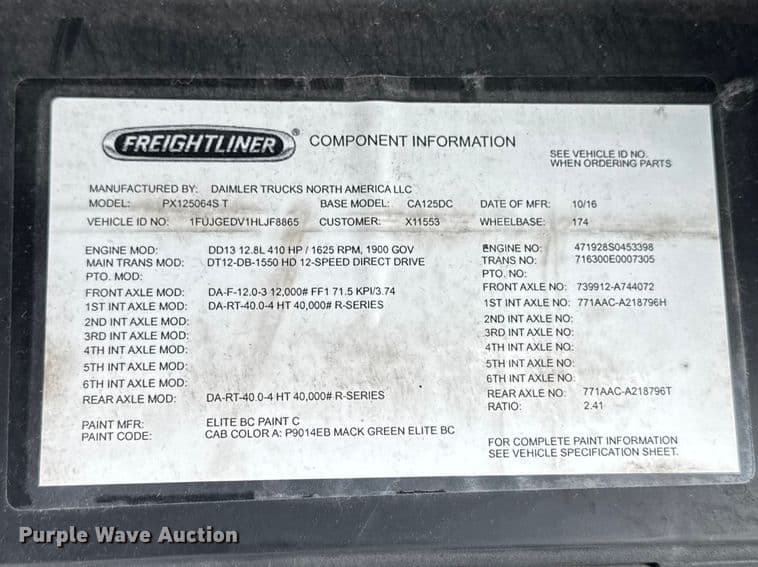 FREIGHTLINER ® COMPONENT INFORMATION
SEE VEHICLE ID NO.
WHEN ORDERING PARTS
MANUFACTURED BY: DAIMLER TRUCKS NORTH AMERICA LLC
MODEL: PX125064S T BASE MODEL: CA125DC DATE OF MFR: 10/16
VEHICLE ID NO: 1FUJGEDV1HLJF8865 CUSTOMER: X11553 WHEELBASE: 174
ENGINE MOD: DD13 12.8L 410 HP / 1625 RPM, 1900 GOV ENGINE NO: 471928S0453398
MAIN TRANS MOD: DT12-DB-1550 HD 12-SPEED DIRECT DRIVE TRANS NO: 716300E0007305
PTO. MOD: PTO. NO:
FRONT AXLE MOD: DA-F-12.0-3 12,000# FF1 71.5 KPI/3.74 FRONT AXLE NO: 739912-A744072
1ST INT AXLE MOD: DA-RT-40.0-4 HT 40,000# R-SERIES 1ST INT AXLE NO: 771AAC-A218796H
2ND INT AXLE MOD: 2ND INT AXLE NO:
3RD INT AXLE MOD: 3RD INT AXLE NO:
4TH INT AXLE MOD: 4TH INT AXLE NO:
5TH INT AXLE MOD: 5TH INT AXLE NO:
6TH INT AXLE MOD: 6TH INT AXLE NO:
REAR AXLE MOD: DA-RT-40.0-4 HT 40,000# R-SERIES REAR AXLE NO: 771AAC-A218796T
RATIO: 2.41
PAINT MFR: ELITE BC PAINT C
PAINT CODE: CAB COLOR A: P9014EB MACK GREEN ELITE BC
FOR COMPLETE PAINT INFORMATION
SEE VEHICLE SPECIFICATION SHEET.
Purple Wave Auction